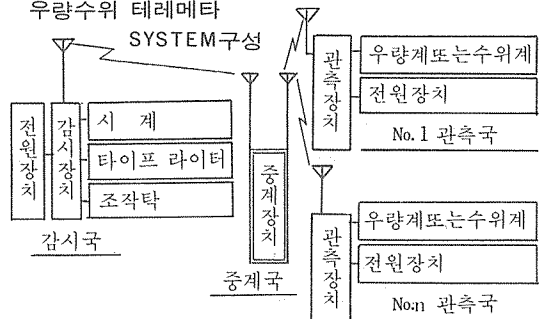 우량수위 테레메타
SYSTEM구성
전원장치
감시장치
시 계
타이프 라이터
조작탁
감시국
중계장치
중계국
관측장치
우량계또는수위계
전원장치
No.1 관측국
관측장치
우량계또는수위계
전원장치
No.n 관측국